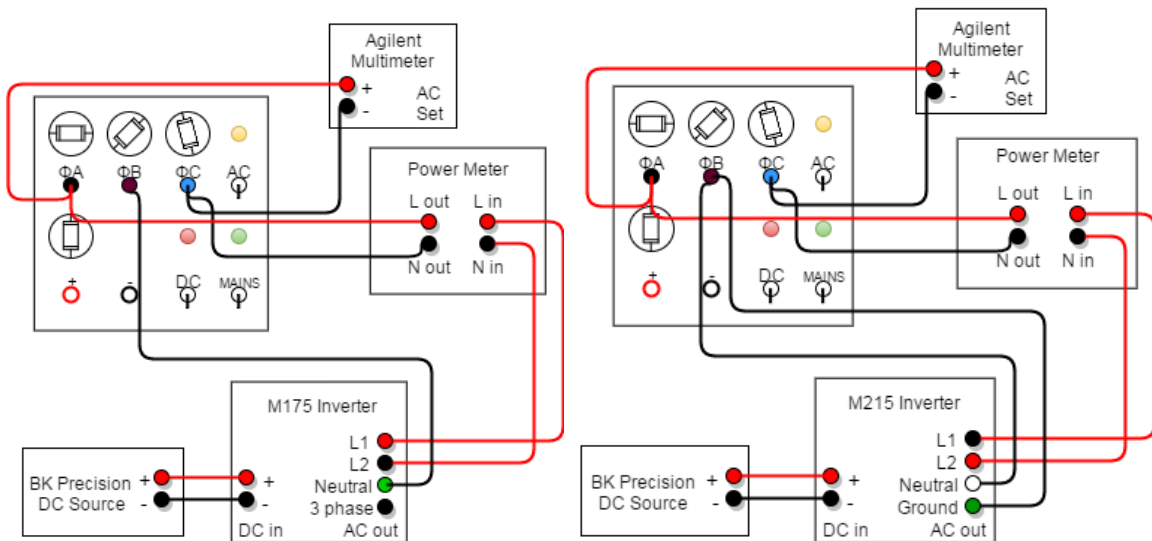 Agilent
Multimeter
+ AC
- Set
ΦA ΦB ΦC AC
Power Meter
L out L in
N out N in
+ - DC MAINS
M175 Inverter
L1
L2
BK Precision + + Neutral
DC Source - - 3 phase
DC in AC out
Agilent
Multimeter
+ AC
- Set
ΦA ΦB ΦC AC
Power Meter
L out L in
N out N in
+ - DC MAINS
M215 Inverter
L1
L2
BK Precision + + Neutral
DC Source - - Ground
DC in AC out